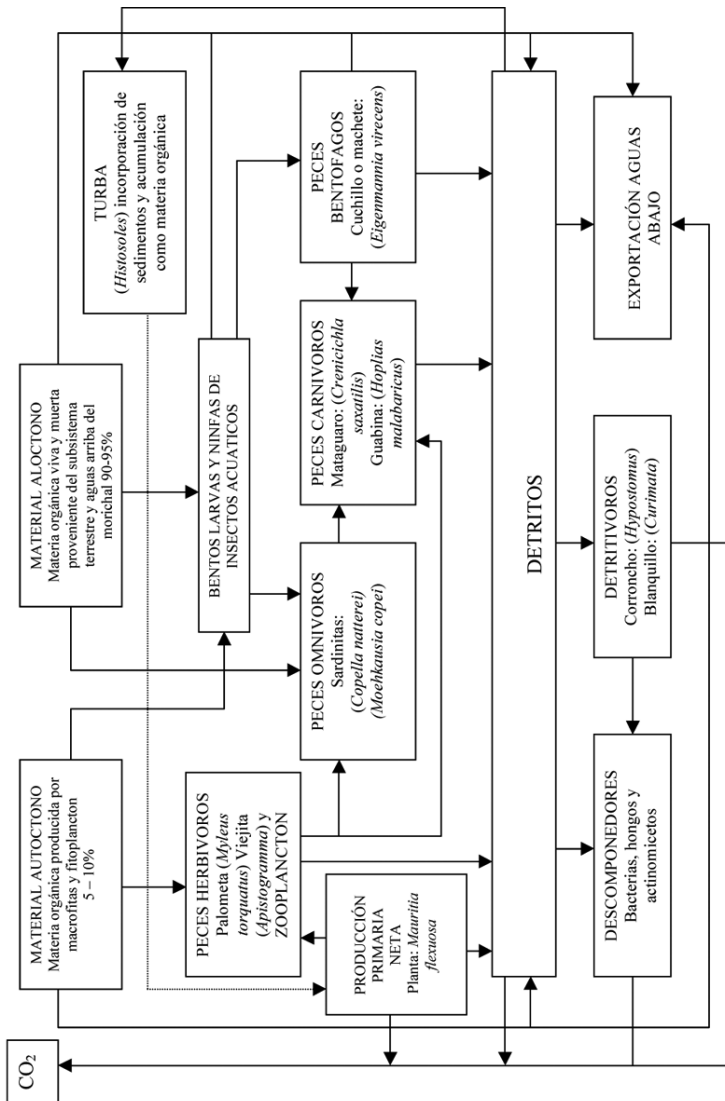 CO2
MATERIAL AUTOCTONO
Materia orgánica producida por
macrofitas y fitoplancton
5 – 10%
MATERIAL ALOCTONO
Materia orgánica viva y muerta
proveniente del subsistema
terrestre y aguas arriba del
morichal 90-95%
TURBA
(Histosoles) incorporación de
sedimentos y acumulación
como materia orgánica
PECES HERBIVOROS
Palometa (Myleus
torquatus) Viejita
(Apistogramma) y
ZOOPLANCTON
BENTOS LARVAS Y NINFAS DE
INSECTOS ACUATICOS
PRODUCCIÓN
PRIMARIA
NETA
Planta: Mauritia
flexuosa
PECES OMNIVOROS
Sardinitas:
(Copella natterei)
(Moehkausia copei)
PECES CARNIVOROS
Mataguaro: (Crenicichla
saxatilis)
Guabina: (Hoplias
malabaricus)
PECES
BENTOFAGOS
Cuchillo o machete:
(Eigenmannia virecens)
DETRITOS
DESCOMPONEDORES
Bacterias, hongos y
actinomicetos
DETRITIVOROS
Corroncho: (Hypostomus)
Blanquillo: (Curimata)
EXPORTACIÓN AGUAS
ABAJO